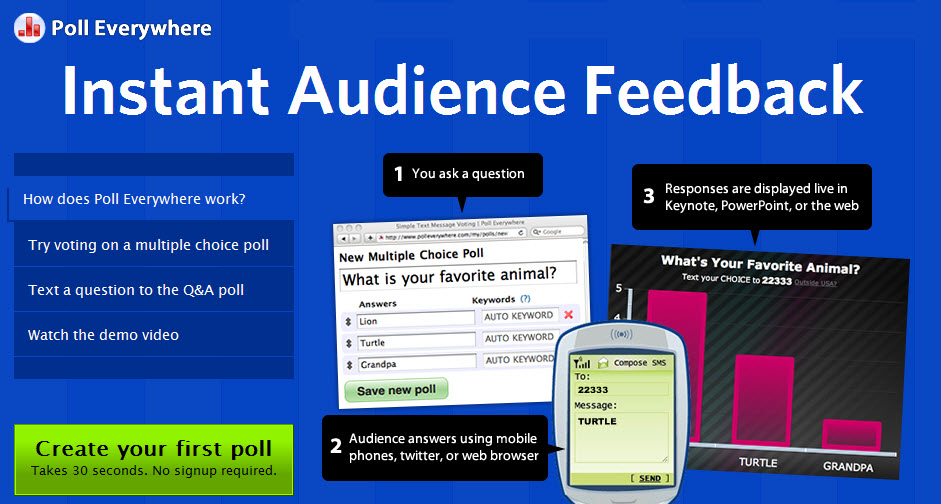 Poll Everywhere
Instant Audience Feedback
How does Poll Everywhere work?
Try voting on a multiple choice poll
Text a question to the Q&A poll
Watch the demo video
Create your first poll
Takes 30 seconds. No signup required.
1 You ask a question
Simple Text Message Voting | Poll Everywhere
http://www.polleverywhere.com/my/polls/new
Google
New Multiple Choice Poll
What is your favorite animal?
Answers Keywords (?)
Lion AUTO KEYWORD
Turtle AUTO KEYWORD
Grandpa AUTO KEYWORD
Save new poll
2 Audience answers using mobile
phones, twitter, or web browser
Compose SMS
To:
22333
Message:
TURTLE
[ SEND ]
3 Responses are displayed live in
Keynote, PowerPoint, or the web
What's Your Favorite Animal?
Text your CHOICE to 22333 Outside USA?
5
4
TURTLE GRANDPA